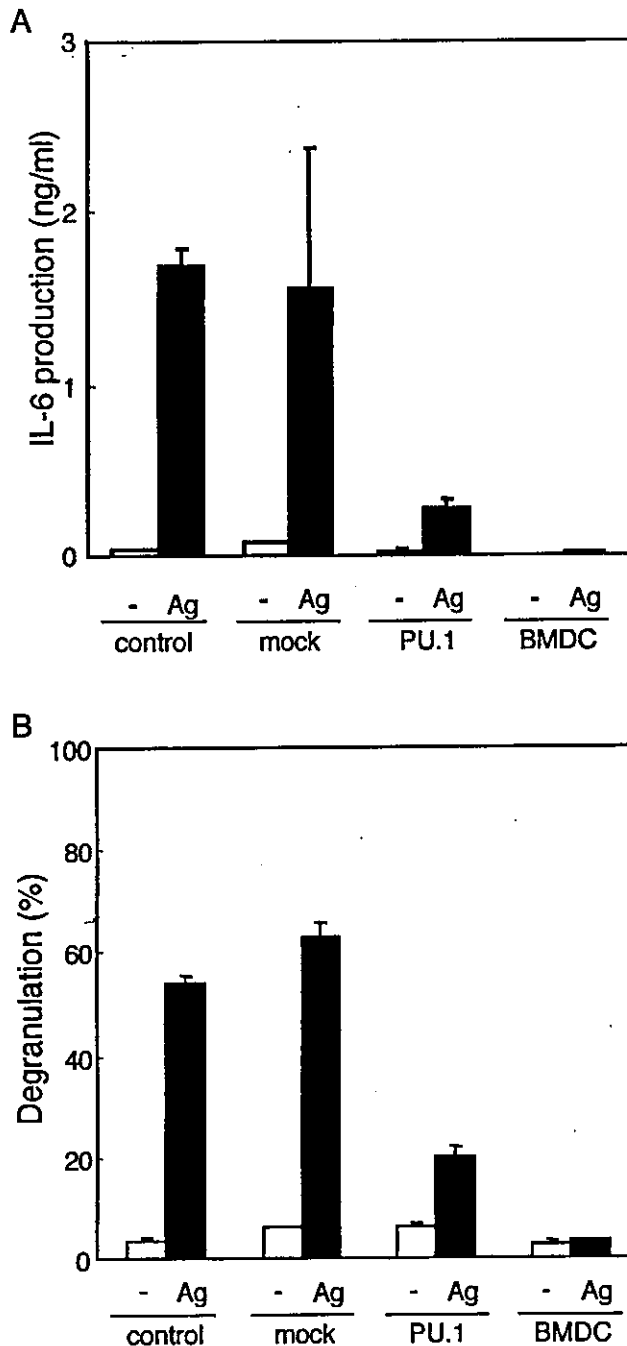 A
IL-6 production (ng/ml)
3
2
1
0
- Ag - Ag - Ag - Ag
control mock PU.1 BMDC
B
Degranulation (%)
100
80
60
40
20
0
- Ag - Ag - Ag - Ag
control mock PU.1 BMDC